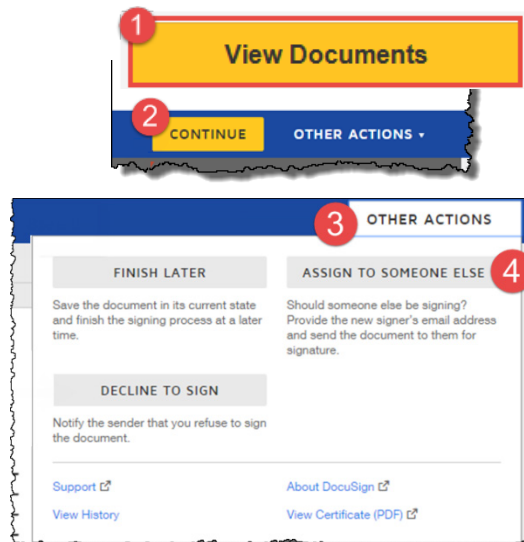 1
View Documents
2
CONTINUE
OTHER ACTIONS
3
OTHER ACTIONS
FINISH LATER
Save the document in its current state
and finish the signing process at a later
time.
ASSIGN TO SOMEONE ELSE
4
Should someone else be signing?
Provide the new signer's email address
and send the document to them for
signature.
DECLINE TO SIGN
Notify the sender that you refuse to sign
the document.
Support
About DocuSign
View History
View Certificate (PDF)